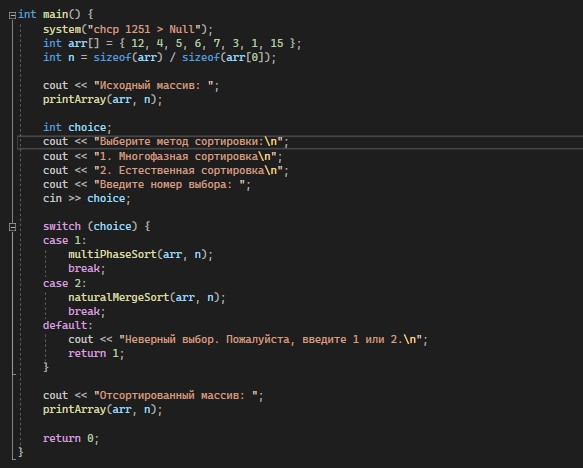 int main() {
system("chcp 1251 > Null");
int arr[] = { 12, 4, 5, 6, 7, 3, 1, 15 };
int n = sizeof(arr) / sizeof(arr[0]);
cout << "Исходный массив: ";
printArray(arr, n);
int choice;
cout << "Выберите метод сортировки:\n";
cout << "1. Многофазная сортировка\n";
cout << "2. Естественная сортировка\n";
cout << "Введите номер выбора: ";
cin >> choice;
switch (choice) {
case 1:
multiPhaseSort(arr, n);
break;
case 2:
naturalMergeSort(arr, n);
break;
default:
cout << "Неверный выбор. Пожалуйста, введите 1 или 2.\n";
return 1;
}
cout << "Отсортированный массив: ";
printArray(arr, n);
return 0;
}